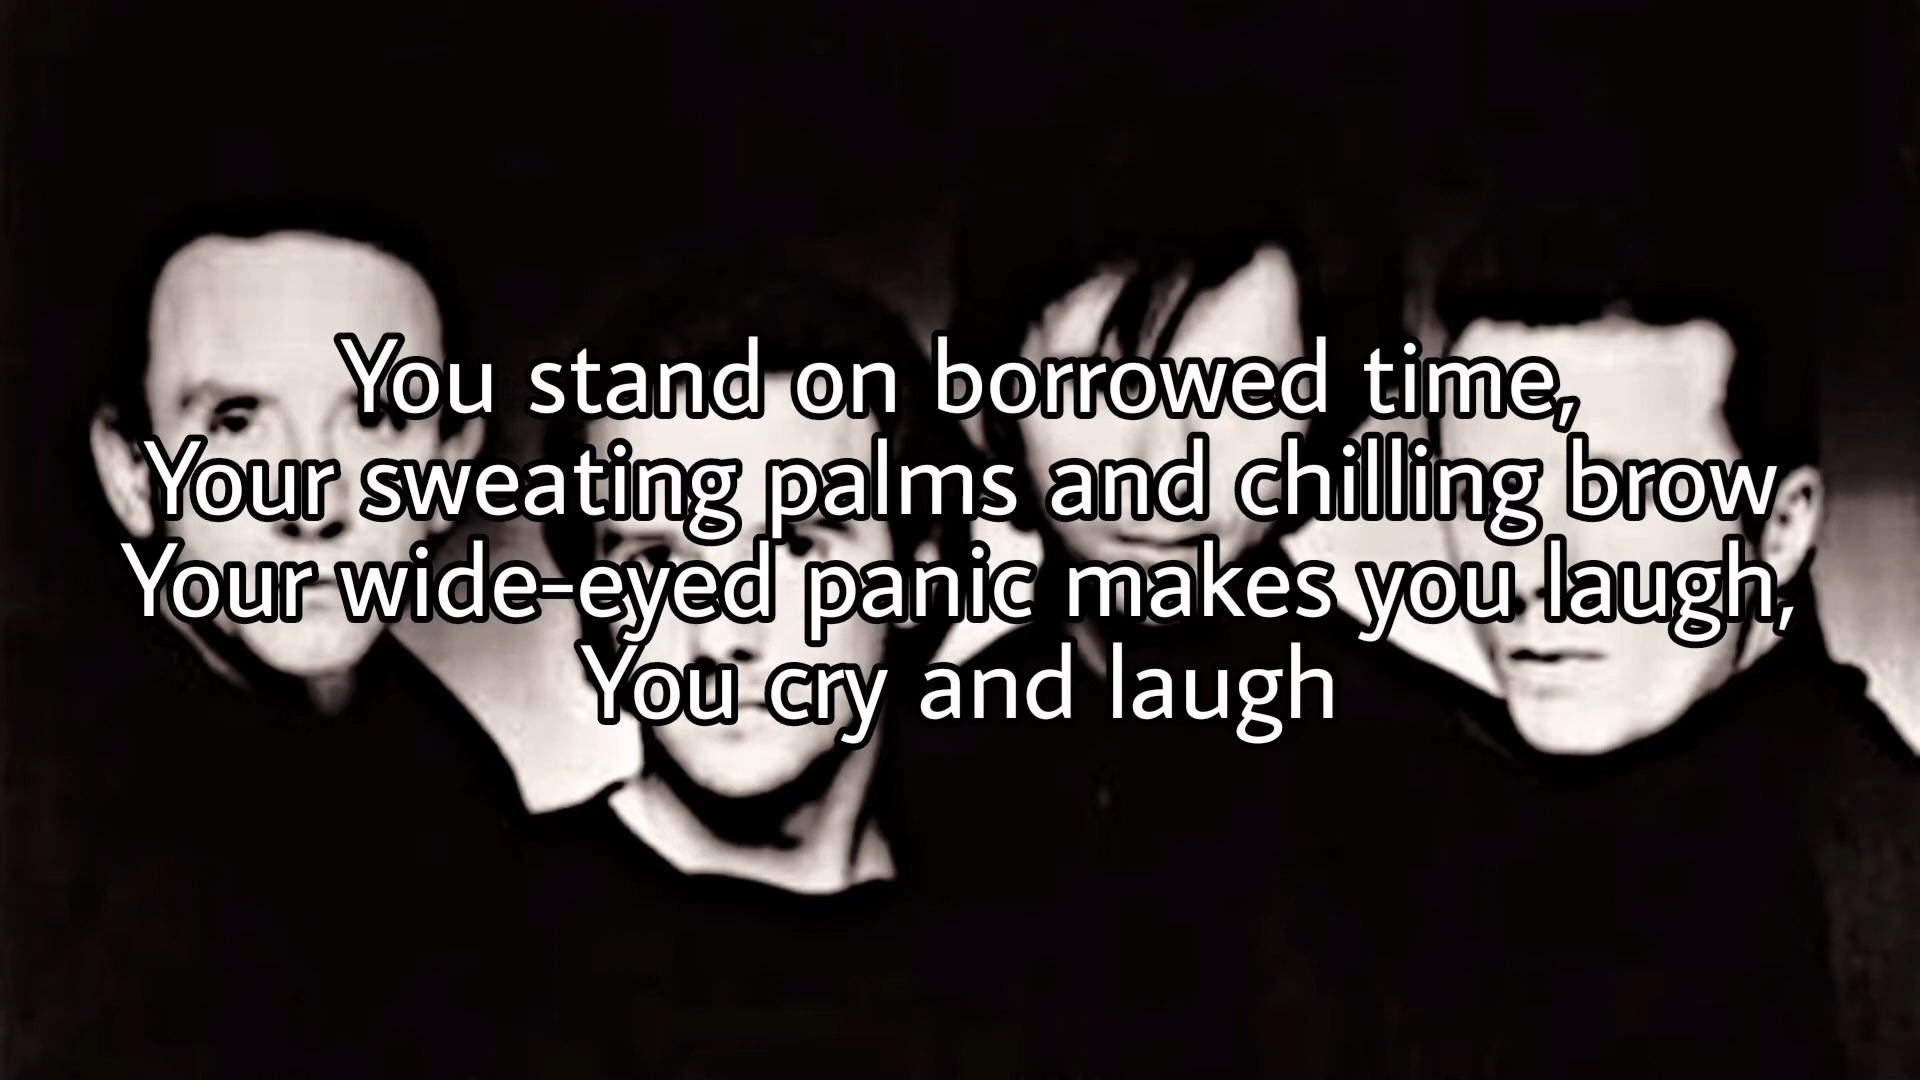 You stand on borrowed time,
Your sweating palms and chilling brow
Your wide-eyed panic makes you laugh,
You cry and laugh